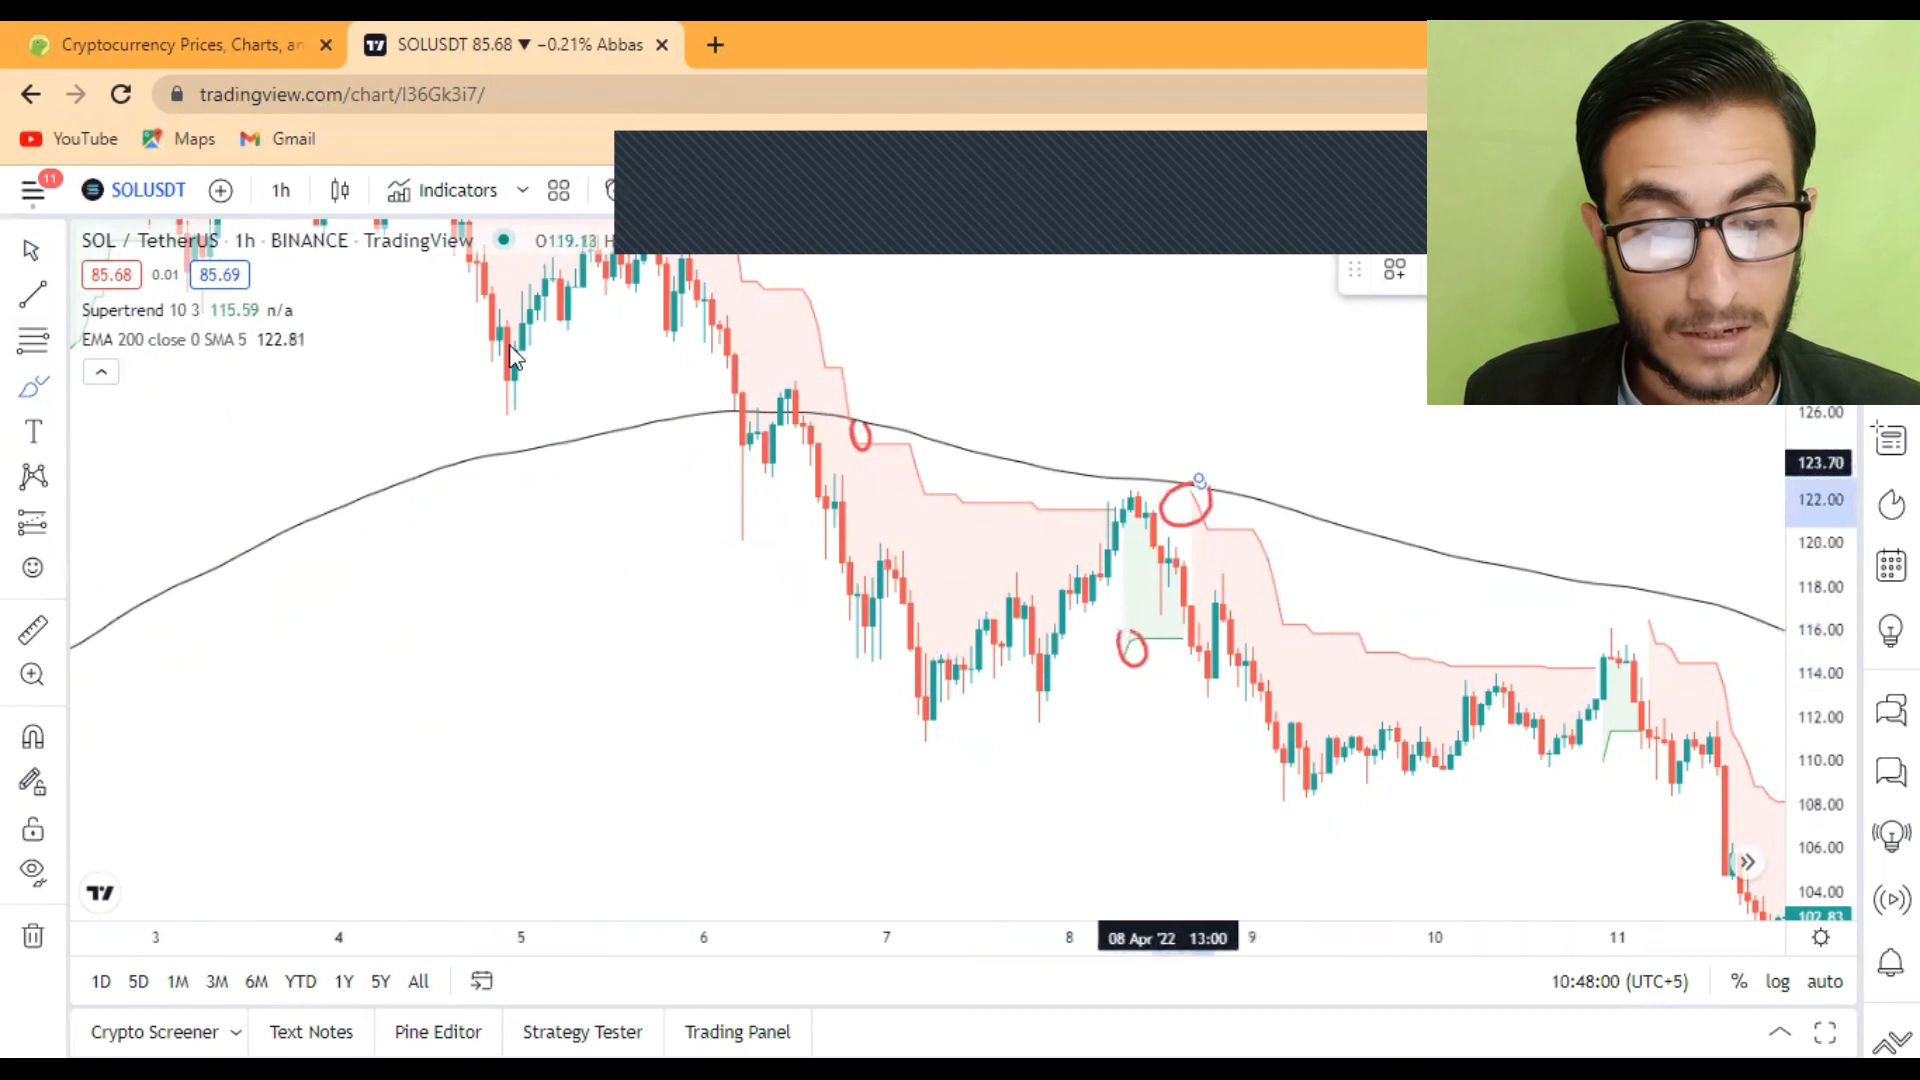 Cryptocurrency Prices, Charts, an
SOLUSDT 85.68 ▼ −0.21% Abbas
tradingview.com/chart/I36Gk3i7/
YouTube Maps Gmail
11
SOLUSDT 1h Indicators
SOL / TetherUS · 1h · BINANCE · TradingView O119.13 H
85.68 0.01 85.69
Supertrend 10 3 115.59 n/a
EMA 200 close 0 SMA 5 122.81
126.00
123.70
122.00
120.00
118.00
116.00
114.00
112.00
110.00
108.00
106.00
104.00
102.83
3 4 5 6 7 8 08 Apr '22 13:00 9 10 11
1D 5D 1M 3M 6M YTD 1Y 5Y All 10:48:00 (UTC+5) % log auto
Crypto Screener Text Notes Pine Editor Strategy Tester Trading Panel